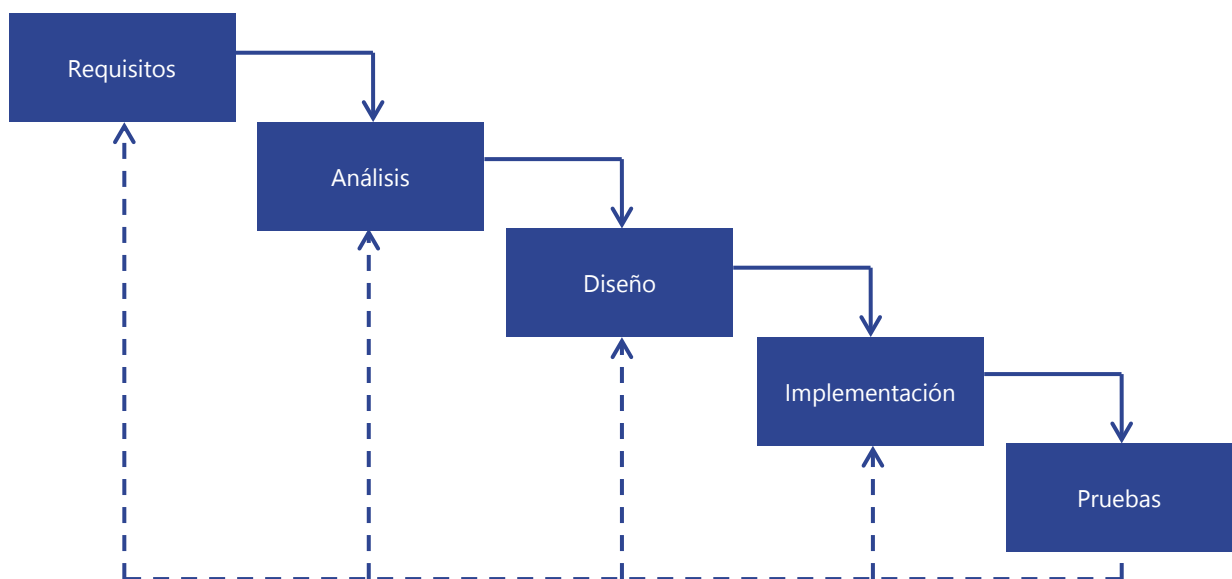 Requisitos
Análisis
Diseño
Implementación
Pruebas